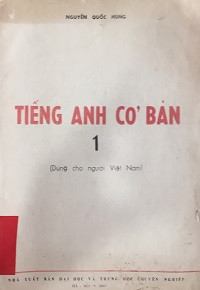 NGUYỄN QUỐC HÙNG
TIẾNG ANH CƠ BẢN
1
(Dùng cho người Việt Nam)
NHÀ XUẤT BẢN ĐẠI HỌC VÀ TRUNG HỌC CHUYÊN NGHIỆP